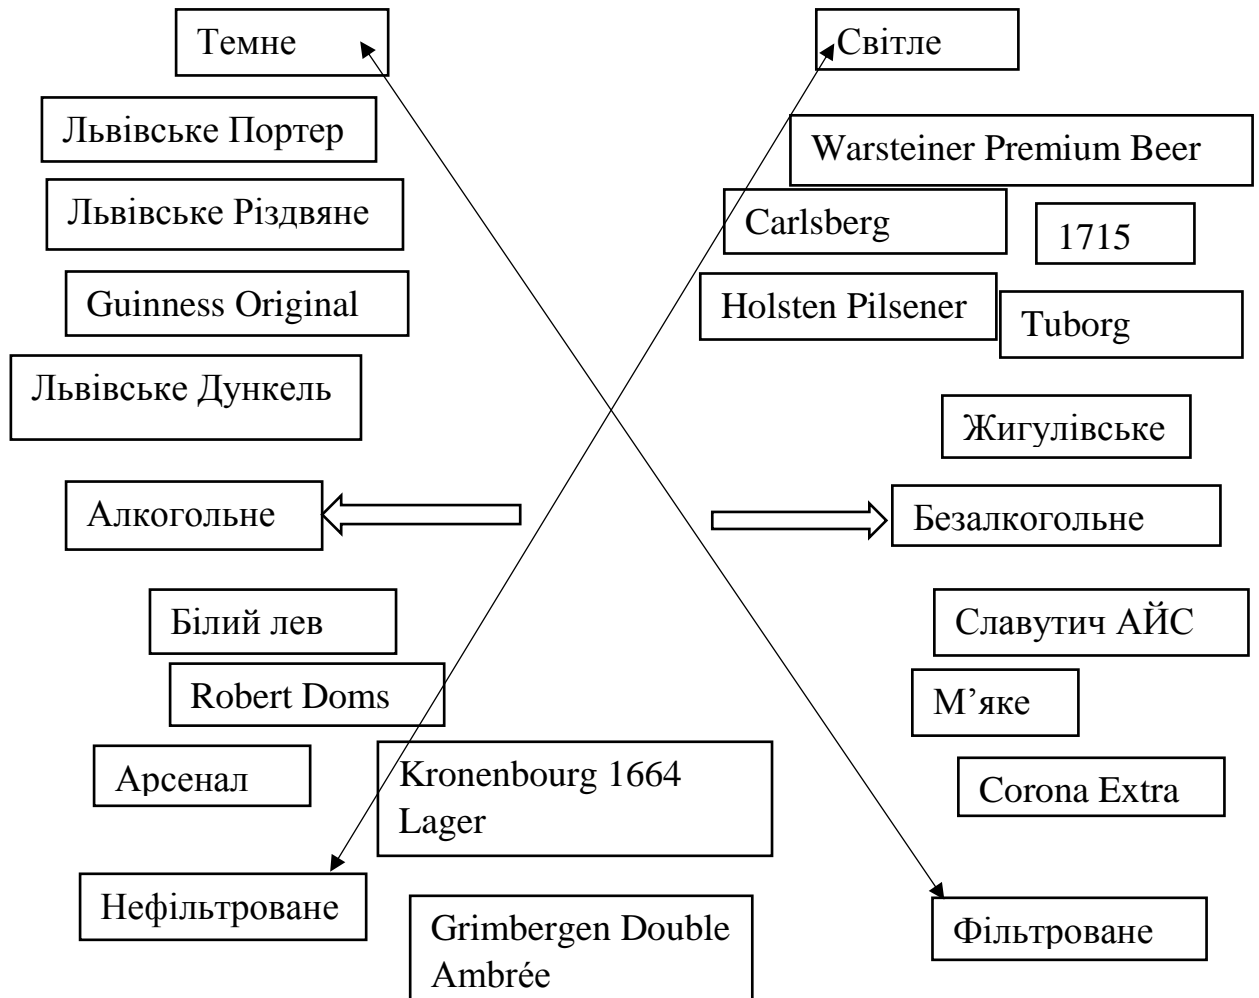 Темне
Світле
Львівське Портер
Warsteiner Premium Beer
Львівське Різдвяне
Carlsberg
1715
Guinness Original
Holsten Pilsener
Tuborg
Львівське Дункель
Жигулівське
Алкогольне
Безалкогольне
Білий лев
Славутич АЙС
Robert Doms
М’яке
Арсенал
Kronenbourg 1664
Lager
Corona Extra
Нефільтроване
Grimbergen Double
Ambrée
Фільтроване